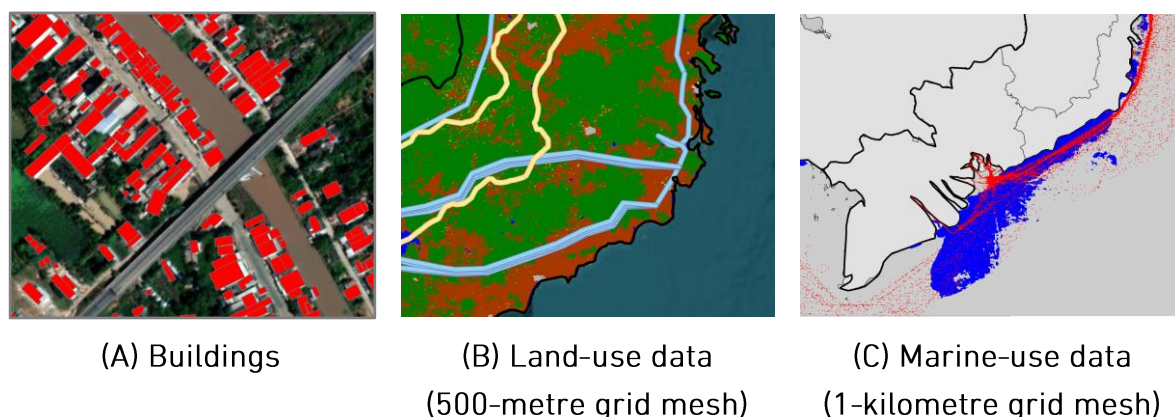 (A) Buildings
(B) Land-use data
(500-metre grid mesh)
(C) Marine-use data
(1-kilometre grid mesh)